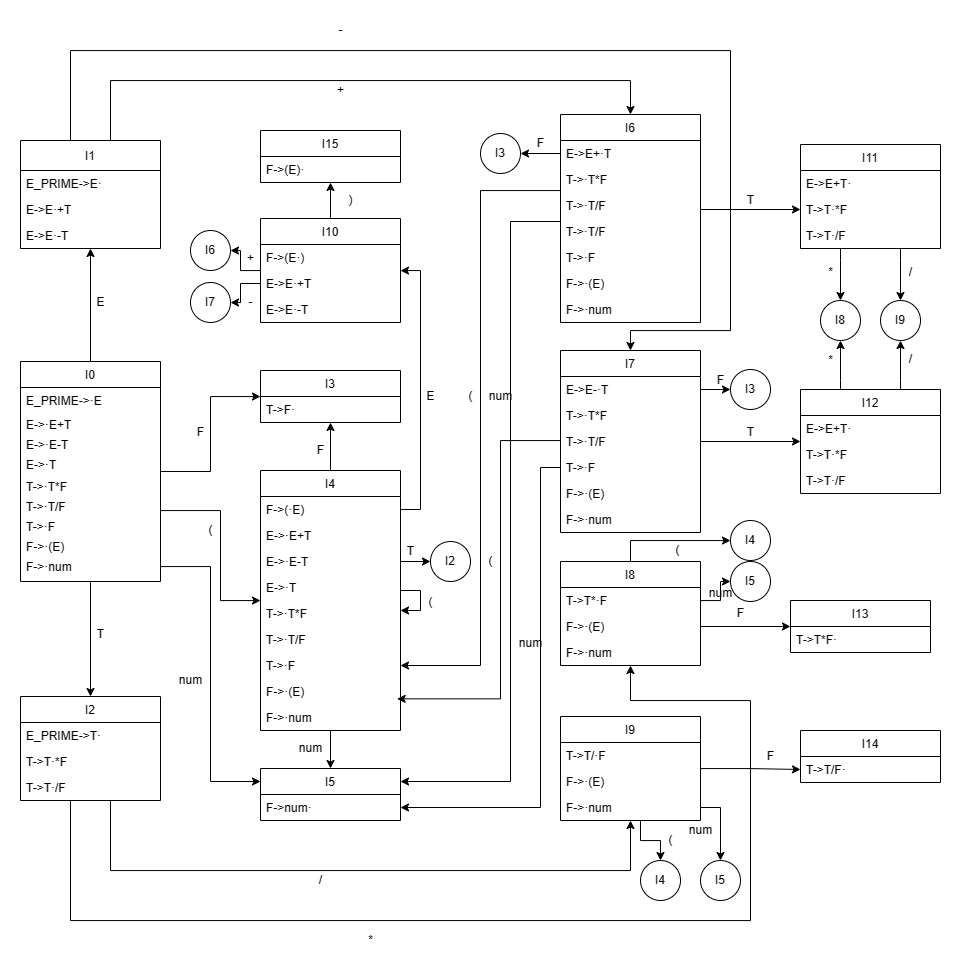 -
+
I1
E_PRIME->E·
E->E·+T
E->E·-T
I15
F->(E)·
)
I10
F->(E·)
E->E·+T
E->E·-T
I6
+
I7
-
E
I0
E_PRIME->·E
E->·E+T
E->·E-T
E->·T
T->·T*F
T->·T/F
T->·F
F->·(E)
F->·num
F
(
num
T
I2
E_PRIME->T·
T->T·*F
T->T·/F
/
*
I3
T->F·
F
I4
F->(·E)
E->·E+T
E->·E-T
E->·T
T->·T*F
T->·T/F
T->·F
F->·(E)
F->·num
E
T
I2
(
num
I5
F->num·
I3
F
I6
E->E+·T
T->·T*F
T->·T/F
T->·T/F
T->·F
F->·(E)
F->·num
(
num
T
I7
E->E-·T
T->·T*F
T->·T/F
T->·F
F->·(E)
F->·num
F
I3
T
(
num
I8
T->T*·F
F->·(E)
F->·num
(
I4
num
I5
F
I13
T->T*F·
I9
T->T/·F
F->·(E)
F->·num
F
I14
T->T/F·
(
I4
num
I5
I11
E->E+T·
T->T·*F
T->T·/F
*
/
I8
I9
*
/
I12
E->E+T·
T->T·*F
T->T·/F